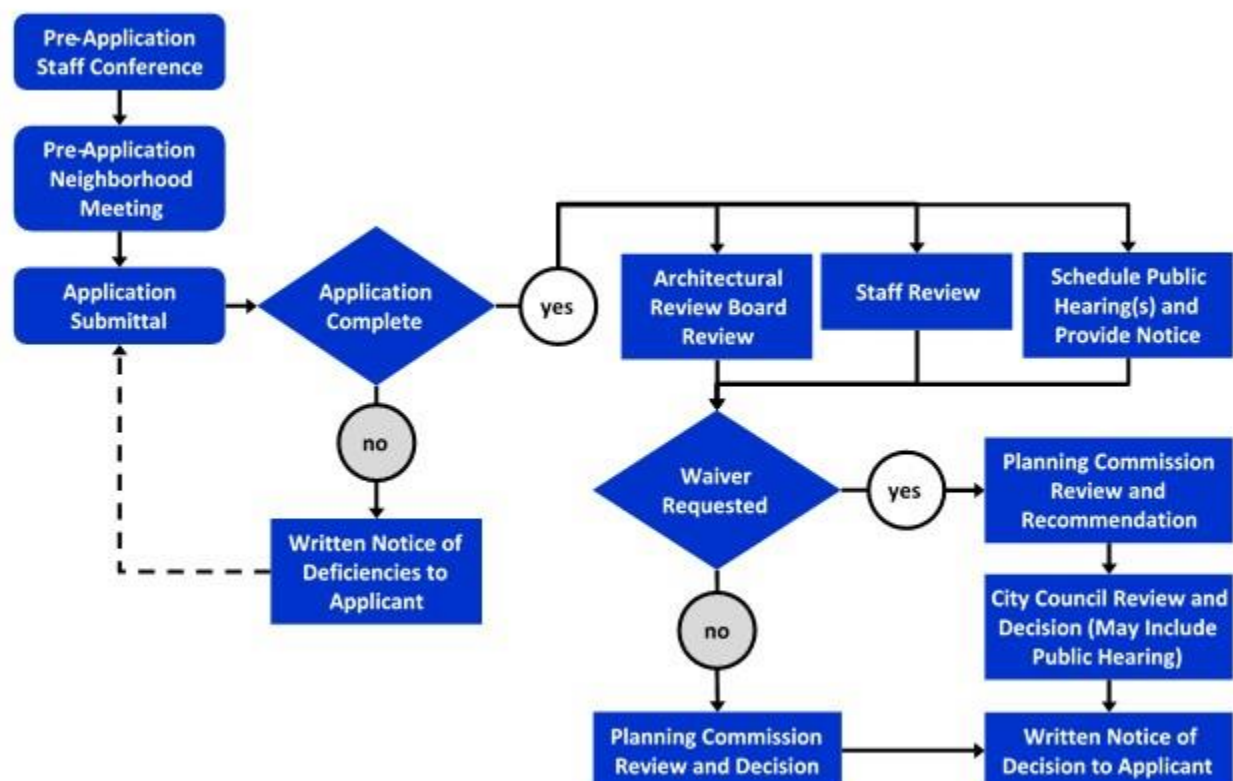 Pre-Application
Staff Conference
Pre-Application
Neighborhood
Meeting
Application
Submittal
Application
Complete
yes
no
Written Notice of
Deficiencies to
Applicant
Architectural
Review Board
Review
Staff Review
Schedule Public
Hearing(s) and
Provide Notice
Waiver
Requested
yes
no
Planning Commission
Review and
Recommendation
City Council Review and
Decision (May Include
Public Hearing)
Planning Commission
Review and Decision
Written Notice of
Decision to Applicant